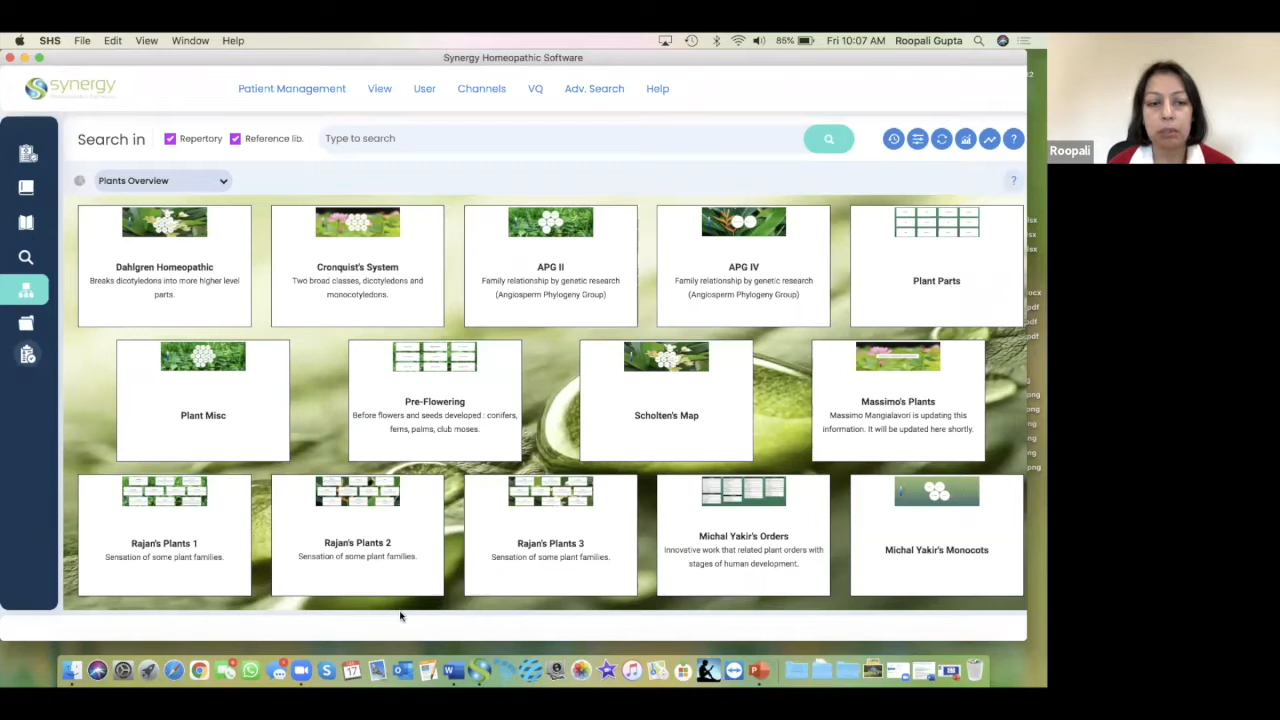 SHS File Edit View Window Help 85% Fri 10:07 AM Roopali Gupta
Synergy Homeopathic Software
synergy
Patient Management View User Channels VQ Adv. Search Help
Search in Repertory Reference lib. Type to search ?
Plants Overview ?
Dahlgren Homeopathic
Breaks dicotyledons into more higher level
parts.
Cronquist's System
Two broad classes, dicotyledons and
monocotyledons.
APG II
Family relationship by genetic research
(Angiosperm Phylogeny Group)
APG IV
Family relationship by genetic research
(Angiosperm Phylogeny Group)
Plant Parts
Plant Misc
Pre-Flowering
Before flowers and seeds developed : conifers,
ferns, palms, club moses.
Scholten's Map
Massimo's Plants
Massimo Mangialavori is updating this
information. It will be updated here shortly.
Rajan's Plants 1
Sensation of some plant families.
Rajan's Plants 2
Sensation of some plant families.
Rajan's Plants 3
Sensation of some plant families.
Michal Yakir's Orders
Innovative work that related plant orders with
stages of human development.
Michal Yakir's Monocots
Roopali
17